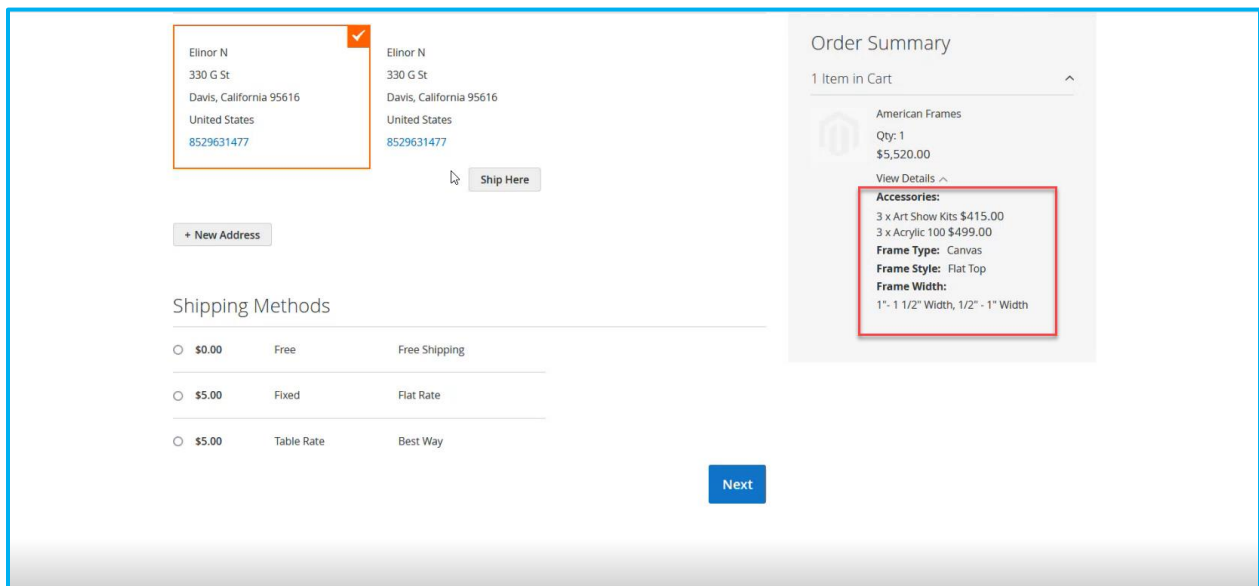 Elinor N
330 G St
Davis, California 95616
United States
8529631477
Elinor N
330 G St
Davis, California 95616
United States
8529631477
Ship Here
+ New Address
Shipping Methods
$0.00 Free Free Shipping
$5.00 Fixed Flat Rate
$5.00 Table Rate Best Way
Next
Order Summary
1 Item in Cart
American Frames
Qty: 1
$5,520.00
View Details
Accessories:
3 x Art Show Kits $415.00
3 x Acrylic 100 $499.00
Frame Type: Canvas
Frame Style: Flat Top
Frame Width:
1"- 1 1/2" Width, 1/2" - 1" Width